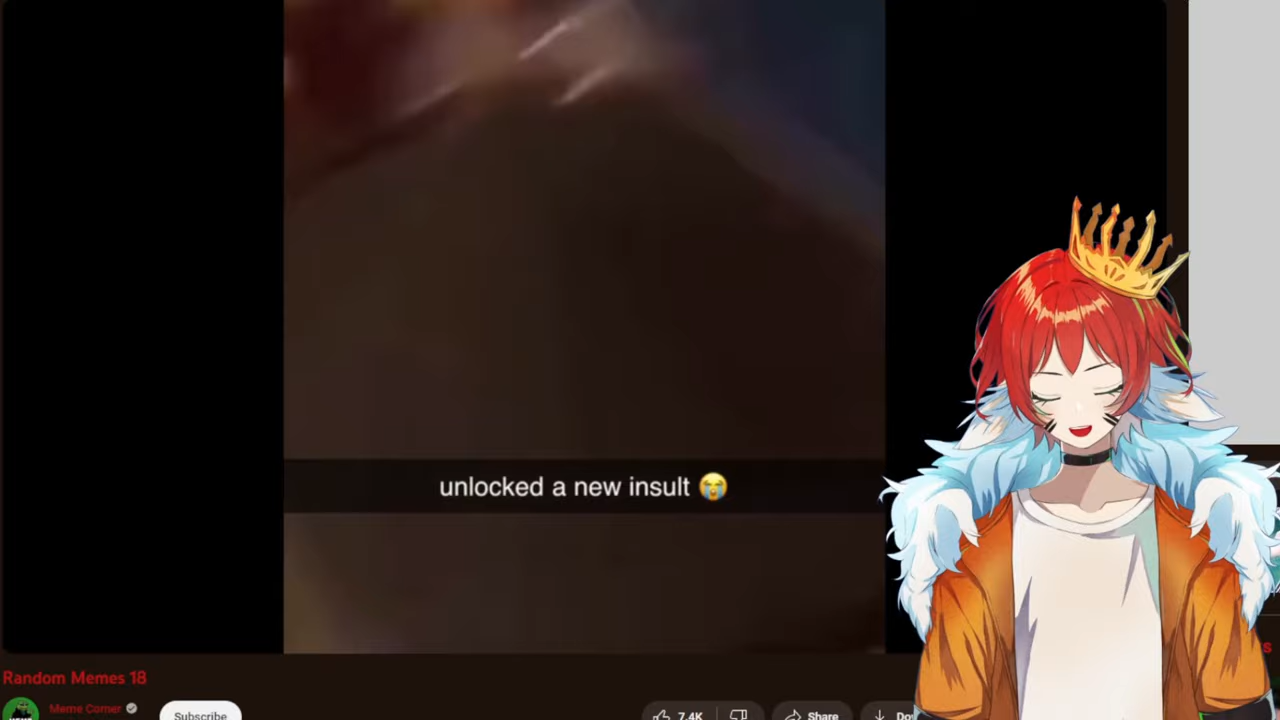 unlocked a new insult 😭
Random Memes 18
Meme Corner
Subscribe
7.4K
Share